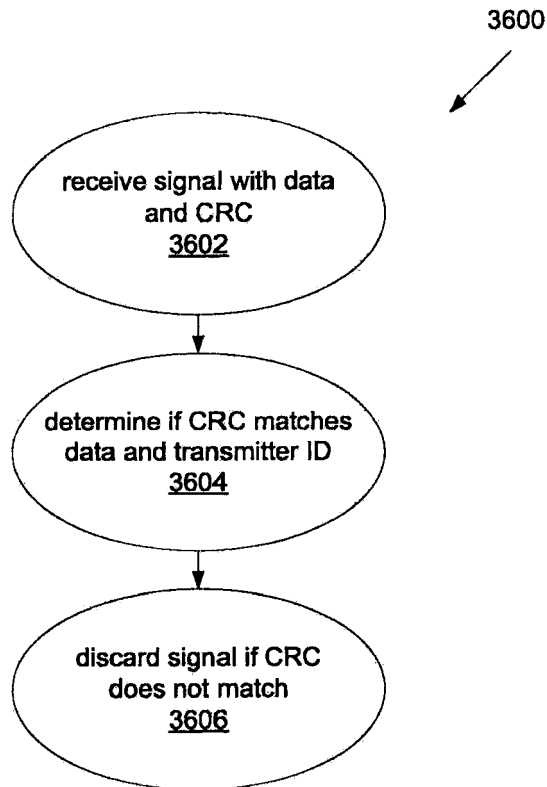 3600
receive signal with data
and CRC
3602
determine if CRC matches
data and transmitter ID
3604
discard signal if CRC
does not match
3606